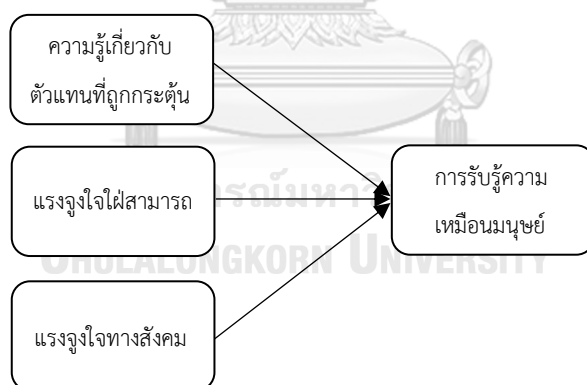 ความรู้เกี่ยวกับ
ตัวแทนที่ถูกกระตุ้น
แรงจูงใจใฝ่สามารถ
การรับรู้ความ
เหมือนมนุษย์
CHULALONGKORN UNIVERSITY
แรงจูงใจทางสังคม